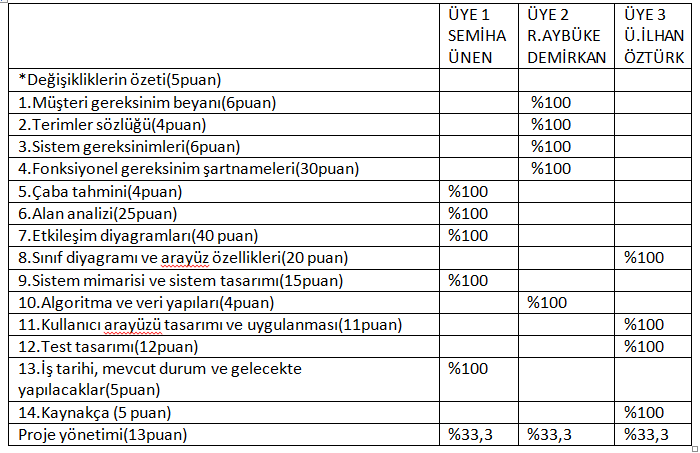 ÜYE 1 ÜYE 2 ÜYE 3
SEMİHA R.AYBÜKE Ü.İLHAN
ÜNEN DEMİRKAN ÖZTÜRK
*Değişikliklerin özeti(5puan)
1.Müşteri gereksinim beyanı(6puan) %100
2.Terimler sözlüğü(4puan) %100
3.Sistem gereksinimleri(6puan) %100
4.Fonksiyonel gereksinim şartnameleri(30puan) %100
5.Çaba tahmini(4puan) %100
6.Alan analizi(25puan) %100
7.Etkileşim diyagramları(40 puan) %100
8.Sınıf diyagramı ve arayüz özellikleri(20 puan) %100
9.Sistem mimarisi ve sistem tasarımı(15puan) %100
10.Algoritma ve veri yapıları(4puan) %100
11.Kullanıcı arayüzü tasarımı ve uygulanması(11puan) %100
12.Test tasarımı(12puan) %100
13.İş tarihi, mevcut durum ve gelecekte %100
yapılacaklar(5puan)
14.Kaynakça (5 puan) %100
Proje yönetimi(13puan) %33,3 %33,3 %33,3